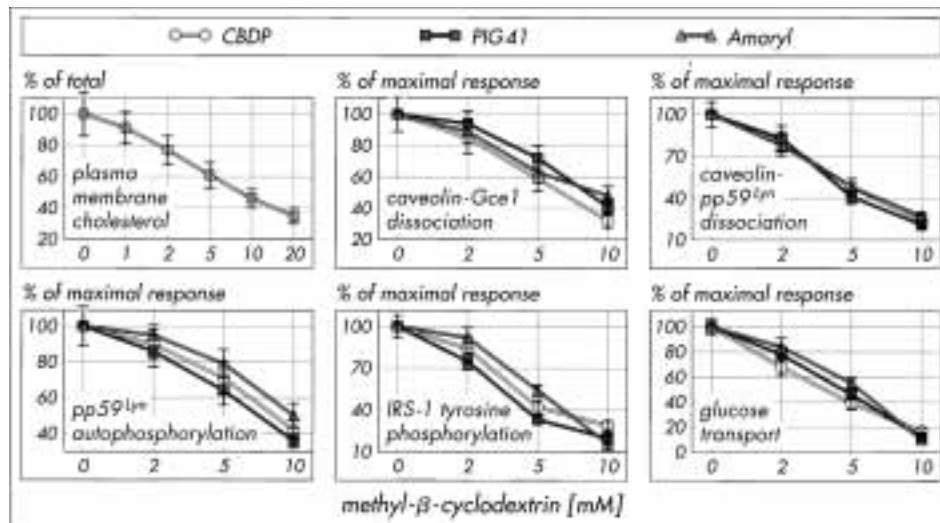 CBDP PIG41 Amaryl
% of total % of maximal response % of maximal response
100
80
60
40
20
plasma
membrane
cholesterol
0 1 2 5 10 20
100
80
60
40
20
caveolin-Gce1
dissociation
0 2 5 10
100
70
40
10
caveolin-
pp59Lyn
dissociation
0 2 5 10
% of maximal response % of maximal response % of maximal response
100
80
60
40
pp59Lyn
autophosphorylation
0 2 5 10
100
70
40
10
IRS-1 tyrosine
phosphorylation
0 2 5 10
100
80
60
40
20
0
glucose
transport
0 2 5 10
methyl-β-cyclodextrin [mM]